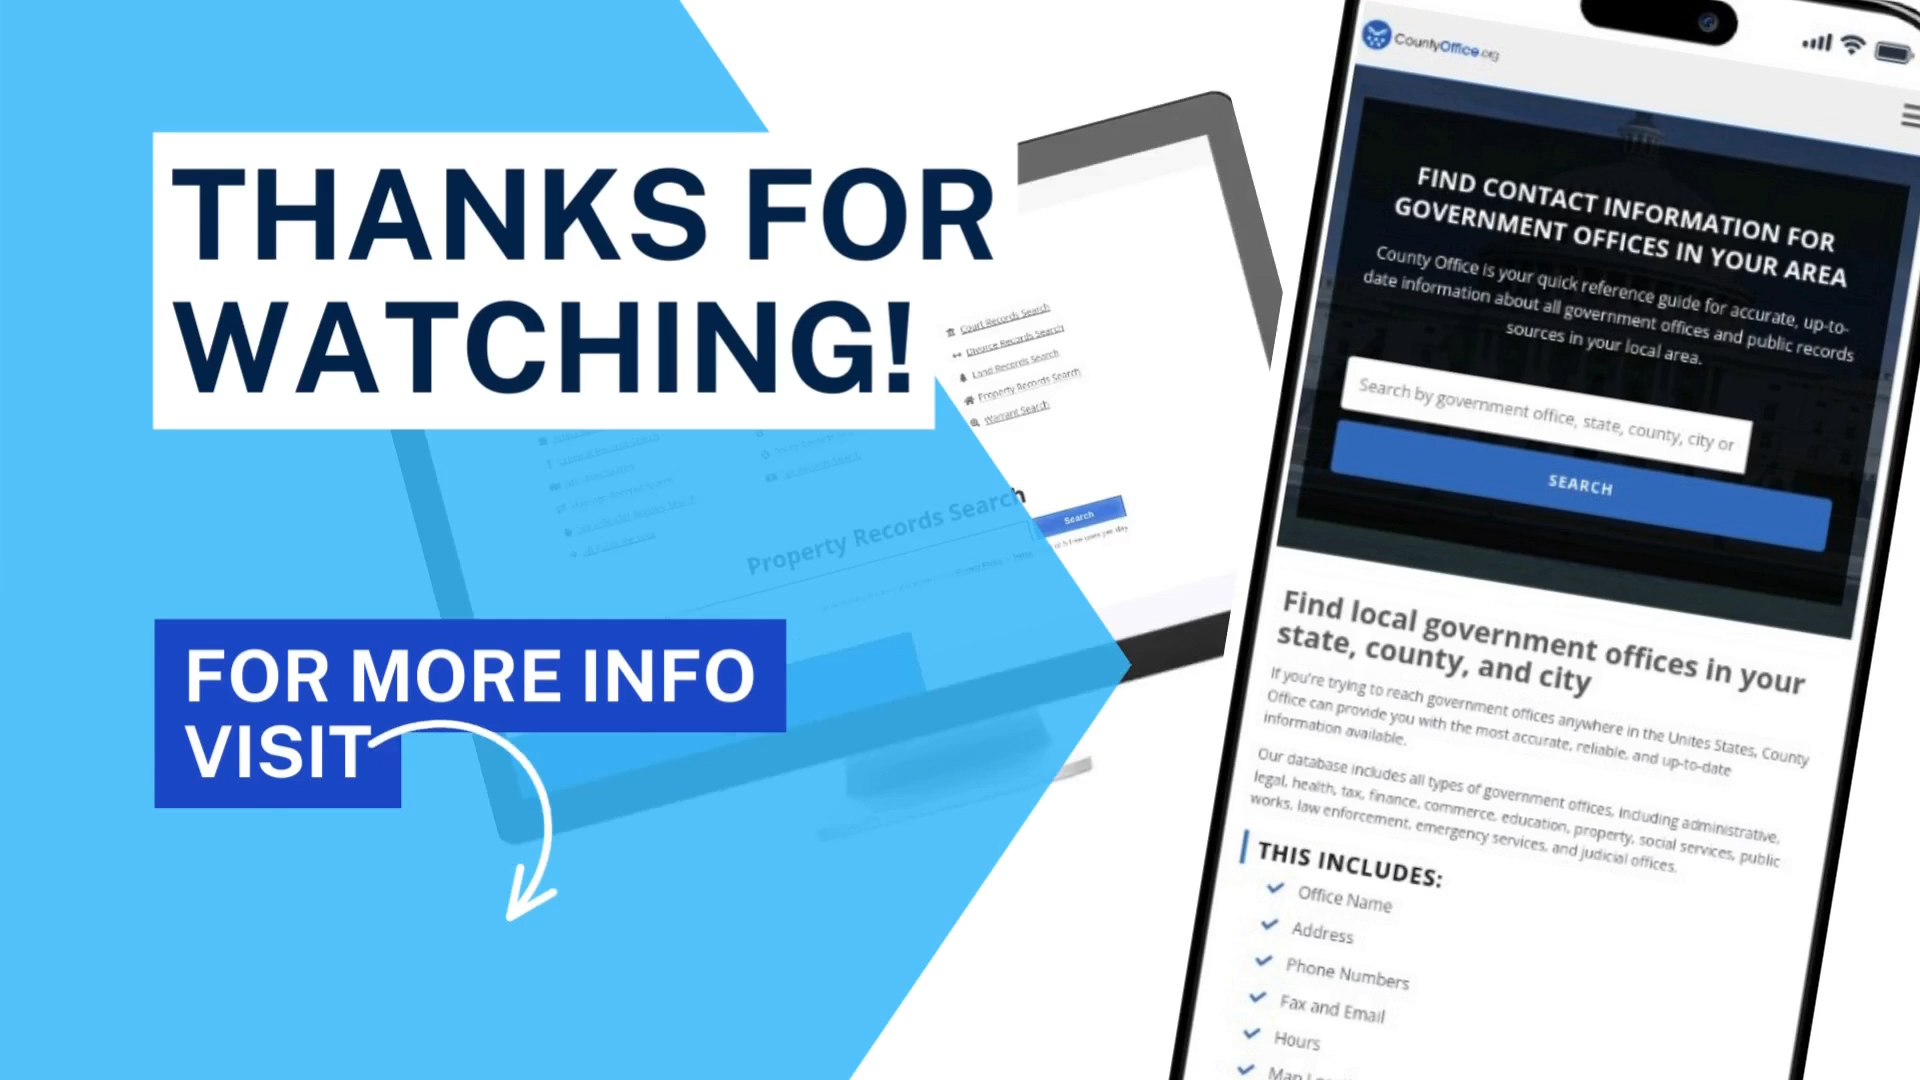 THANKS FOR
WATCHING!
FOR MORE INFO
VISIT
Court Records Search
Divorce Records Search
Land Records Search
Property Records Search
Warrant Search
Property Records Search
Search
CountyOffice.org
FIND CONTACT INFORMATION FOR
GOVERNMENT OFFICES IN YOUR AREA
County Office is your quick reference guide for accurate, up-to-
date information about all government offices and public records
sources in your local area.
Search by government office, state, county, city or
SEARCH
Find local government offices in your
state, county, and city
If you're trying to reach government offices anywhere in the Unites States, County
Office can provide you with the most accurate, reliable, and up-to-date
information available.
Our database includes all types of government offices, including administrative,
legal, health, tax, finance, commerce, education, property, social services, public
works, law enforcement, emergency services, and judicial offices.
THIS INCLUDES:
Office Name
Address
Phone Numbers
Fax and Email
Hours